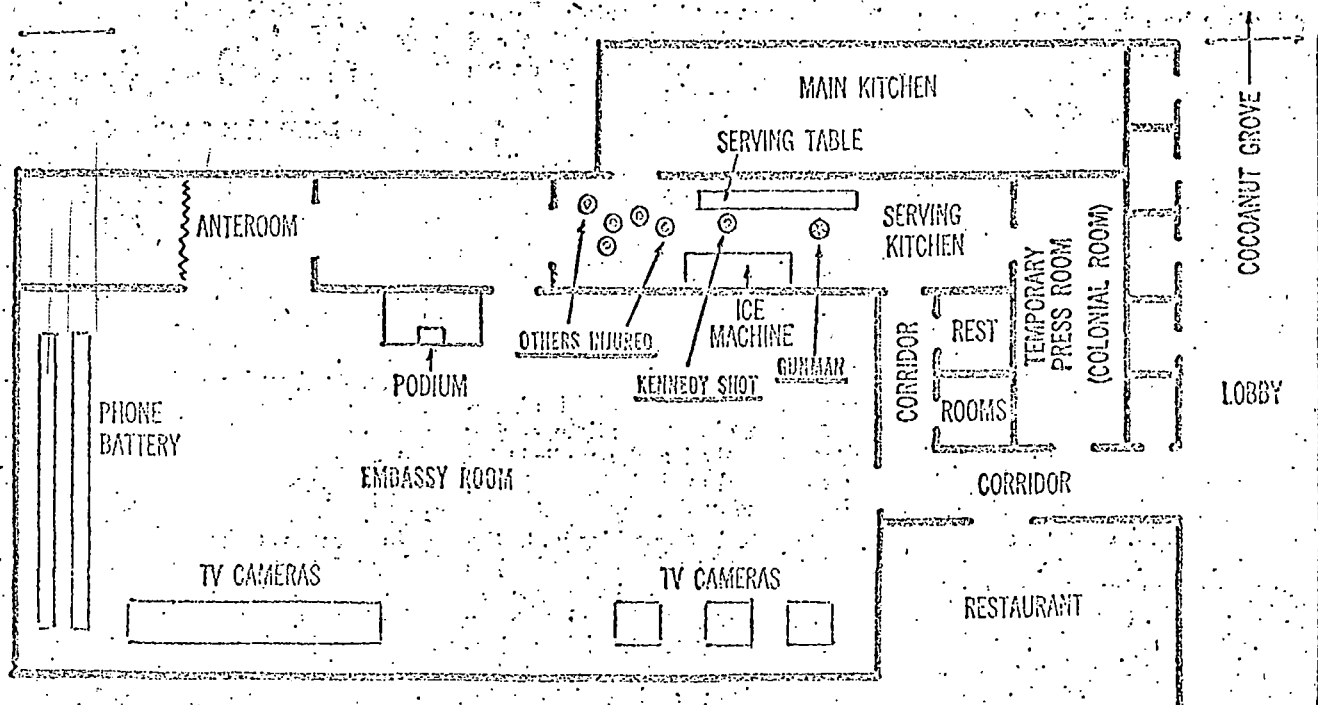 MAIN KITCHEN
SERVING TABLE
ANTEROOM
SERVING
KITCHEN
COCOANUT GROVE
TEMPORARY
PRESS ROOM
(COLONIAL ROOM)
OTHERS INJURED
ICE
MACHINE
KENNEDY SHOT
GUNMAN
CORRIDOR
REST
ROOMS
PODIUM
LOBBY
PHONE
BATTERY
EMBASSY ROOM
CORRIDOR
TV CAMERAS
TV CAMERAS
RESTAURANT